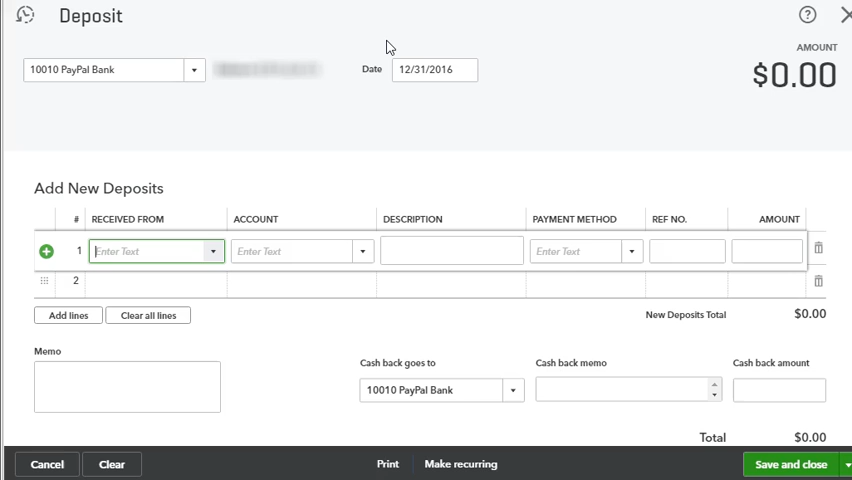 Deposit
?
AMOUNT
10010 PayPal Bank
Date
12/31/2016
$0.00
Add New Deposits
# RECEIVED FROM ACCOUNT DESCRIPTION PAYMENT METHOD REF NO. AMOUNT
1 Enter Text Enter Text Enter Text
2
Add lines Clear all lines New Deposits Total $0.00
Memo
Cash back goes to Cash back memo Cash back amount
10010 PayPal Bank
Total $0.00
Cancel Clear Print Make recurring Save and close